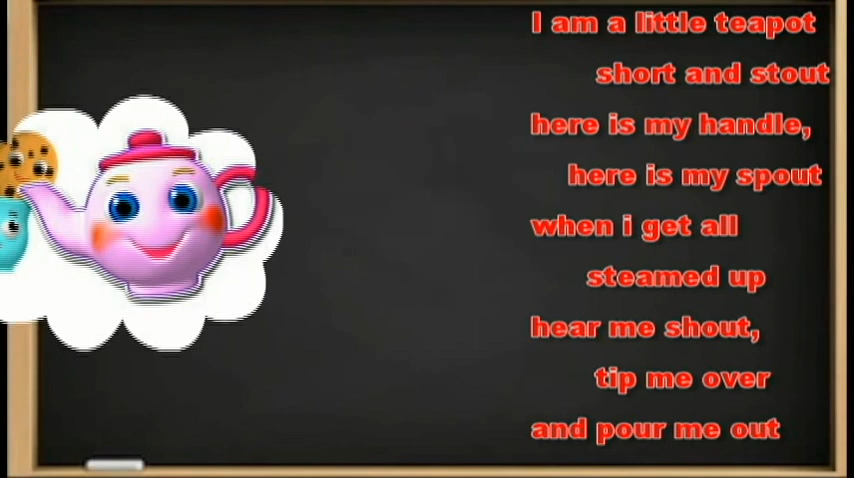 I am a little teapot
short and stout
here is my handle,
here is my spout
when i get all
steamed up
hear me shout,
tip me over
and pour me out